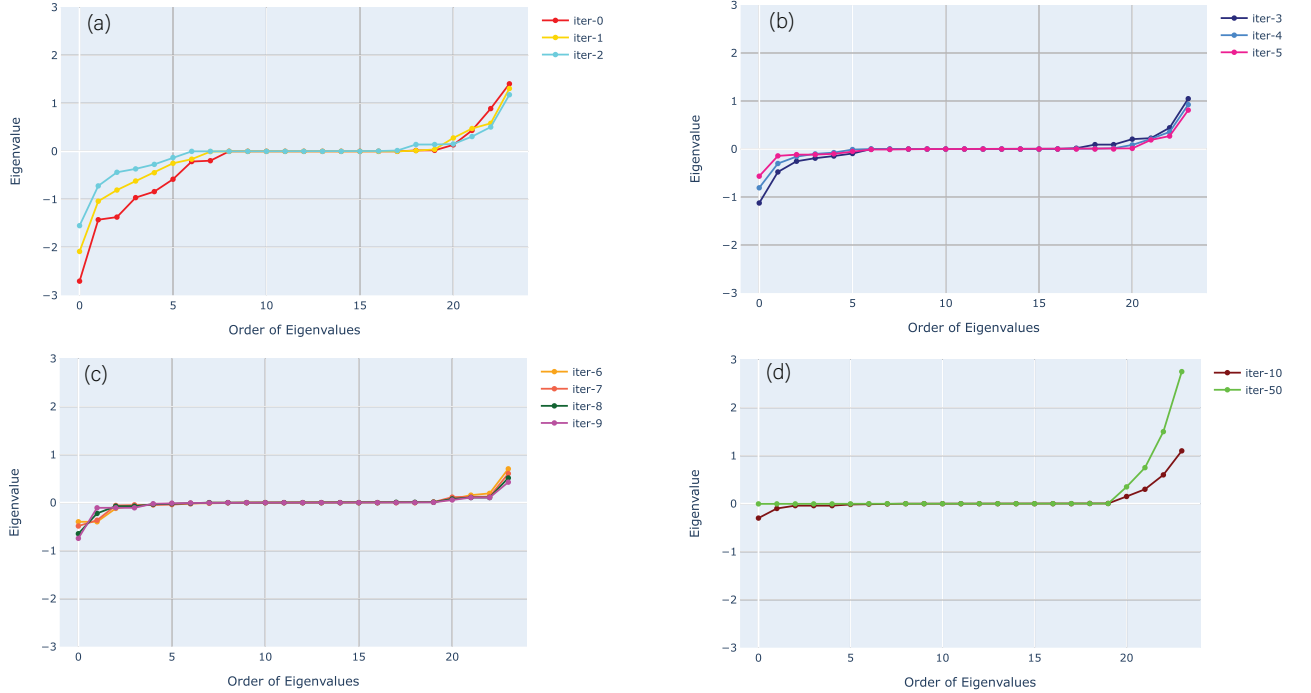 (a)
3
2
1
0
−1
−2
−3
0 5 10 15 20
Eigenvalue
Order of Eigenvalues
iter-0
iter-1
iter-2
(b)
3
2
1
0
−1
−2
−3
0 5 10 15 20
Eigenvalue
Order of Eigenvalues
iter-3
iter-4
iter-5
(c)
3
2
1
0
−1
−2
−3
0 5 10 15 20
Eigenvalue
Order of Eigenvalues
iter-6
iter-7
iter-8
iter-9
(d)
3
2
1
0
−1
−2
−3
0 5 10 15 20
Eigenvalue
Order of Eigenvalues
iter-10
iter-50